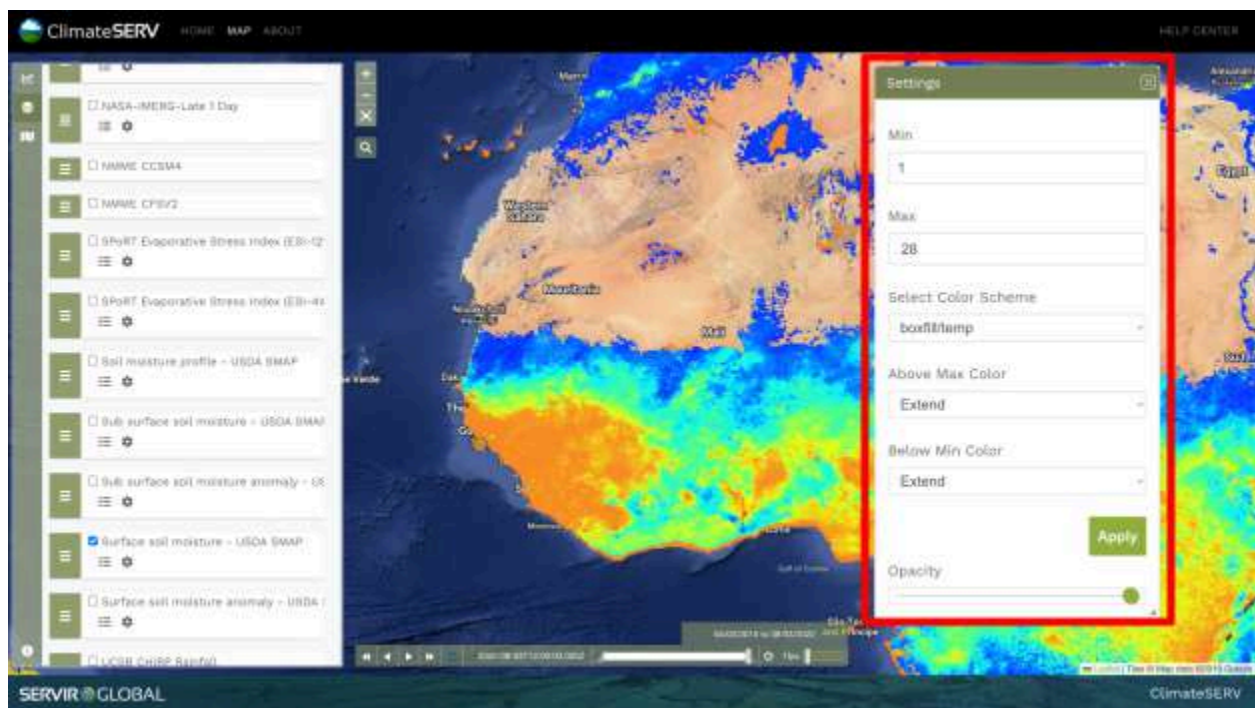 ClimateSERV
HOME MAP ABOUT
HELP CENTER
NASA-IMERG-Late 1 Day
NMME CCSM4
NMME CFSV2
SPoRT Evaporative Stress Index (ESI-12
SPoRT Evaporative Stress Index (ESI-4
Soil moisture profile - USDA SMAP
Sub surface soil moisture - USDA SMAP
Sub surface soil moisture anomaly - US
Surface soil moisture - USDA SMAP
Surface soil moisture anomaly - USDA
UCSB CHIRP Rainfall
Western
Sahara
Mauritania
Mali
Egypt
Settings
Min
1
Max
28
Select Color Scheme
boxfill/temp
Above Max Color
Extend
Below Min Color
Extend
Apply
Opacity
SERVIR GLOBAL
ClimateSERV